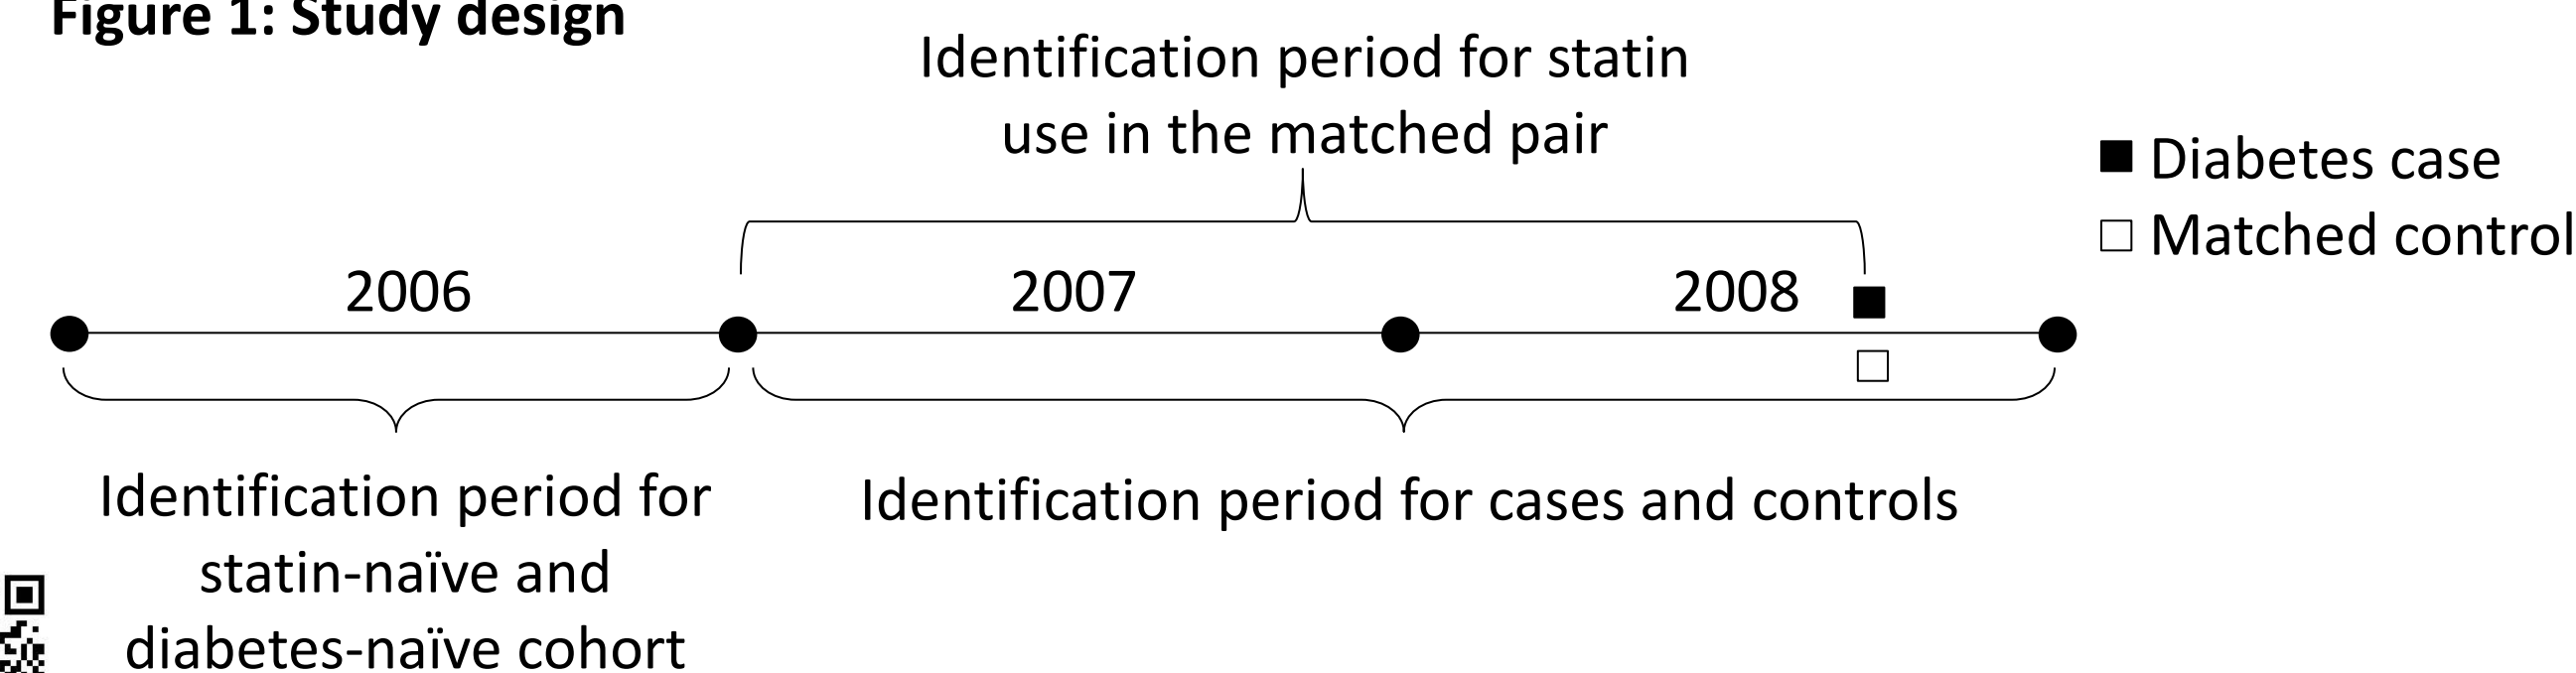 Figure 1: Study design
Identification period for statin
use in the matched pair
■ Diabetes case
□ Matched control
2006
2007
2008
Identification period for
statin-naïve and
diabetes-naïve cohort
Identification period for cases and controls